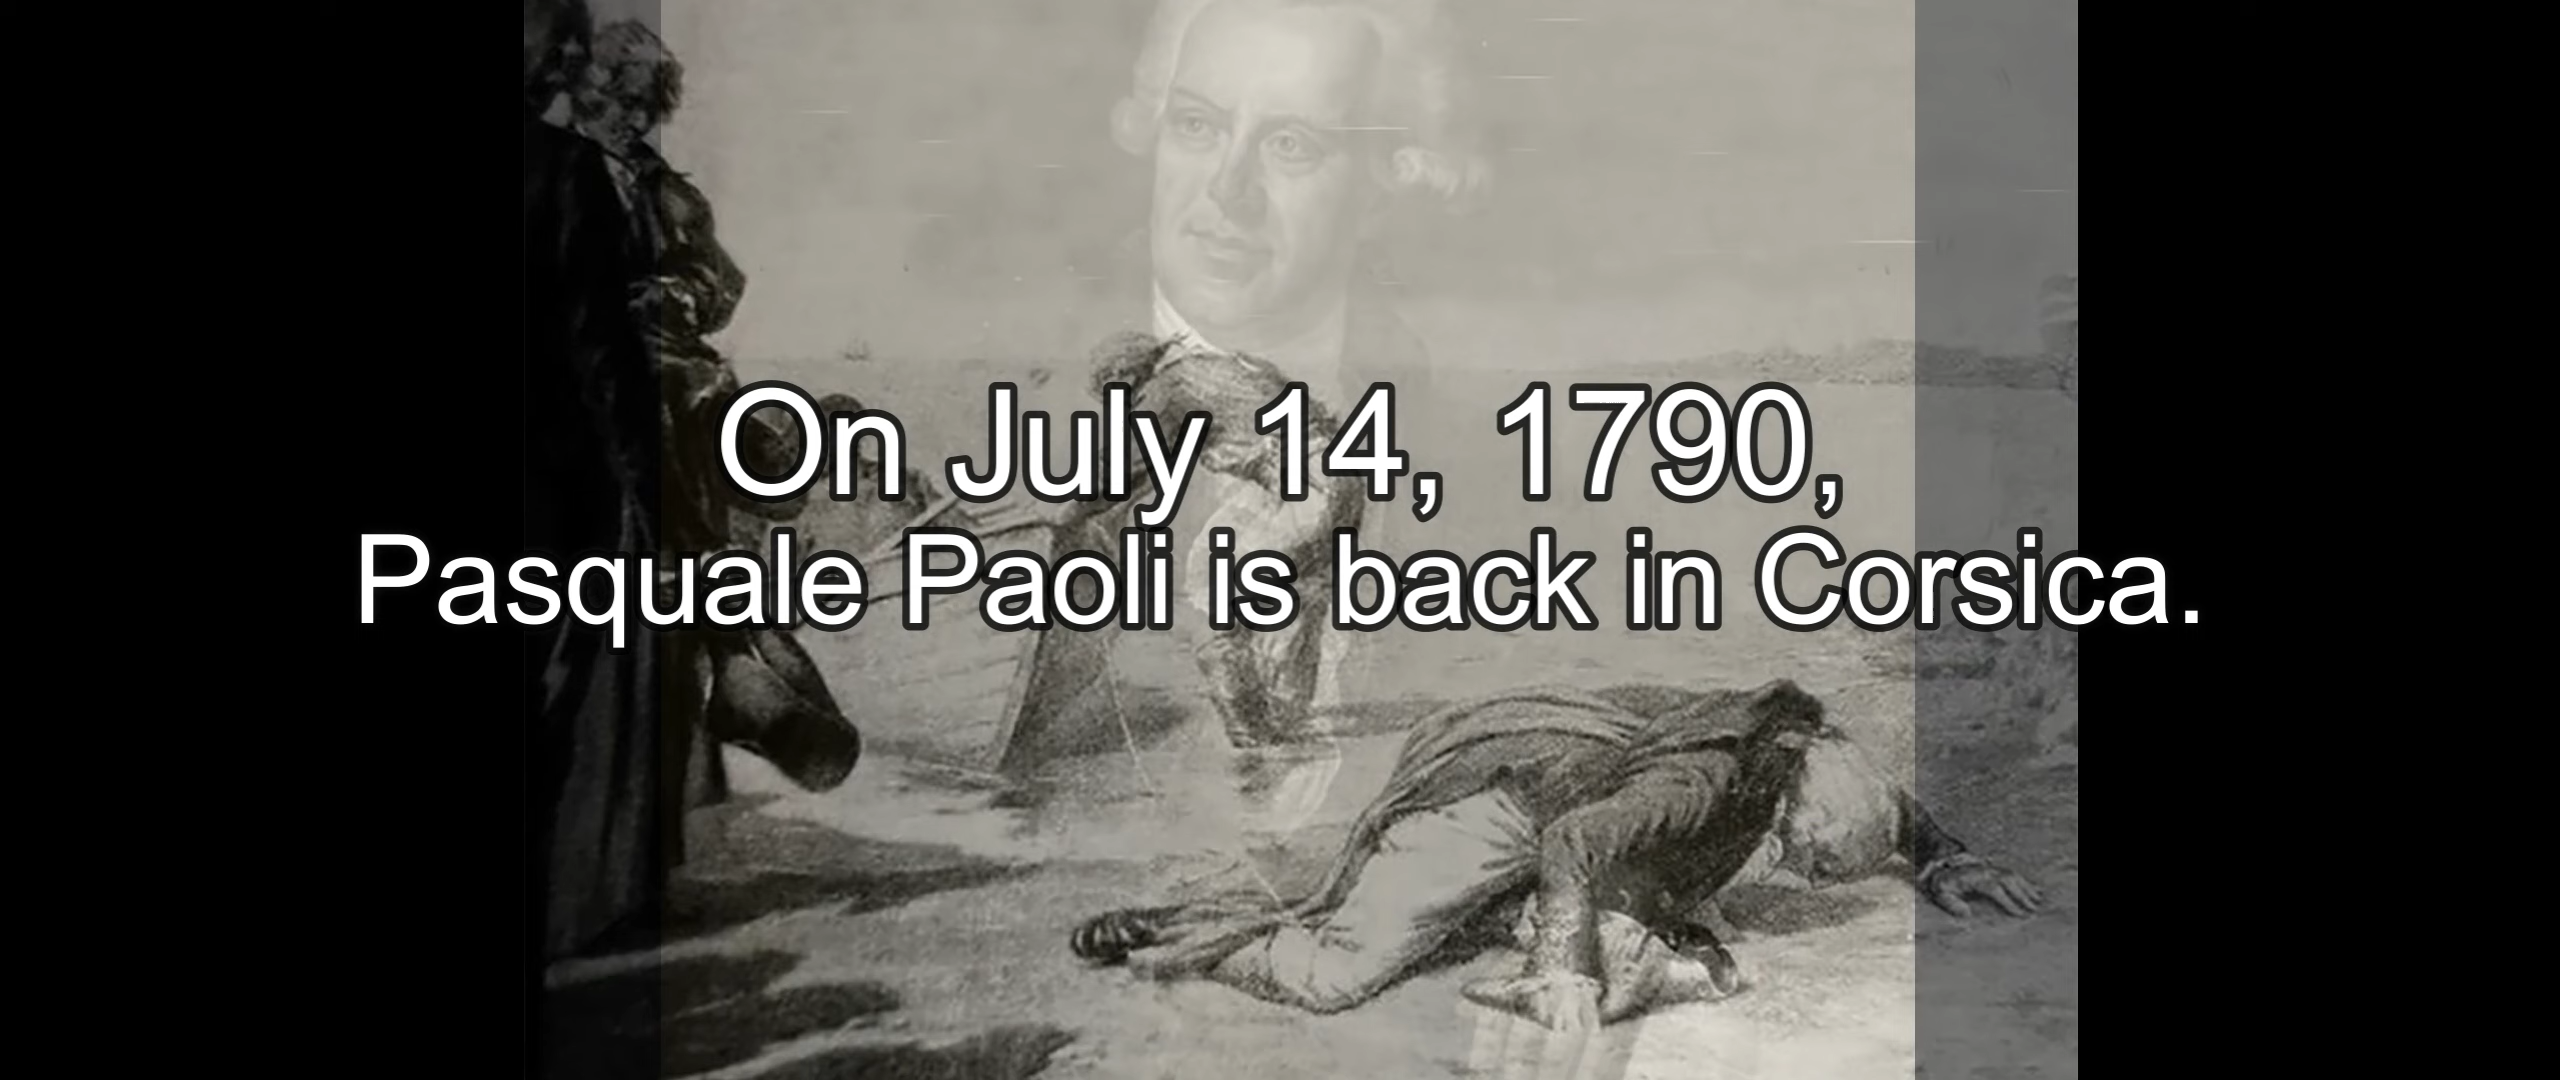 On July 14, 1790,
Pasquale Paoli is back in Corsica.